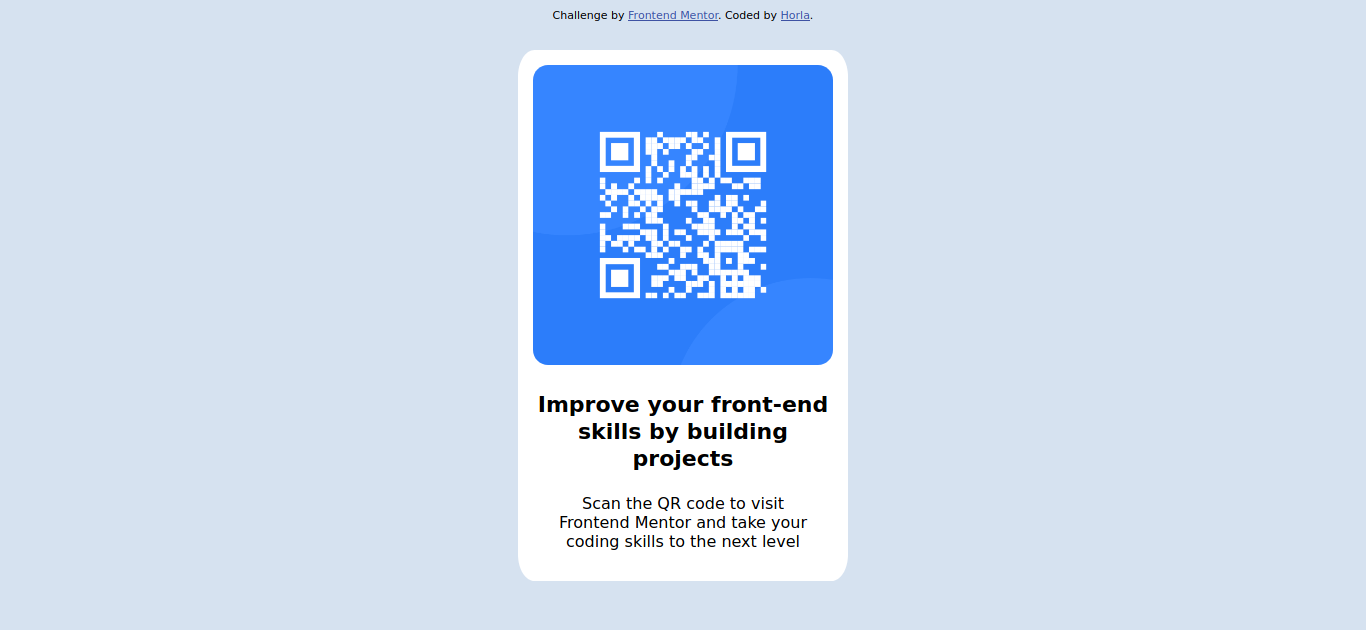 Challenge by Frontend Mentor. Coded by Horla.
Improve your front-end
skills by building
projects
Scan the QR code to visit
Frontend Mentor and take your
coding skills to the next level